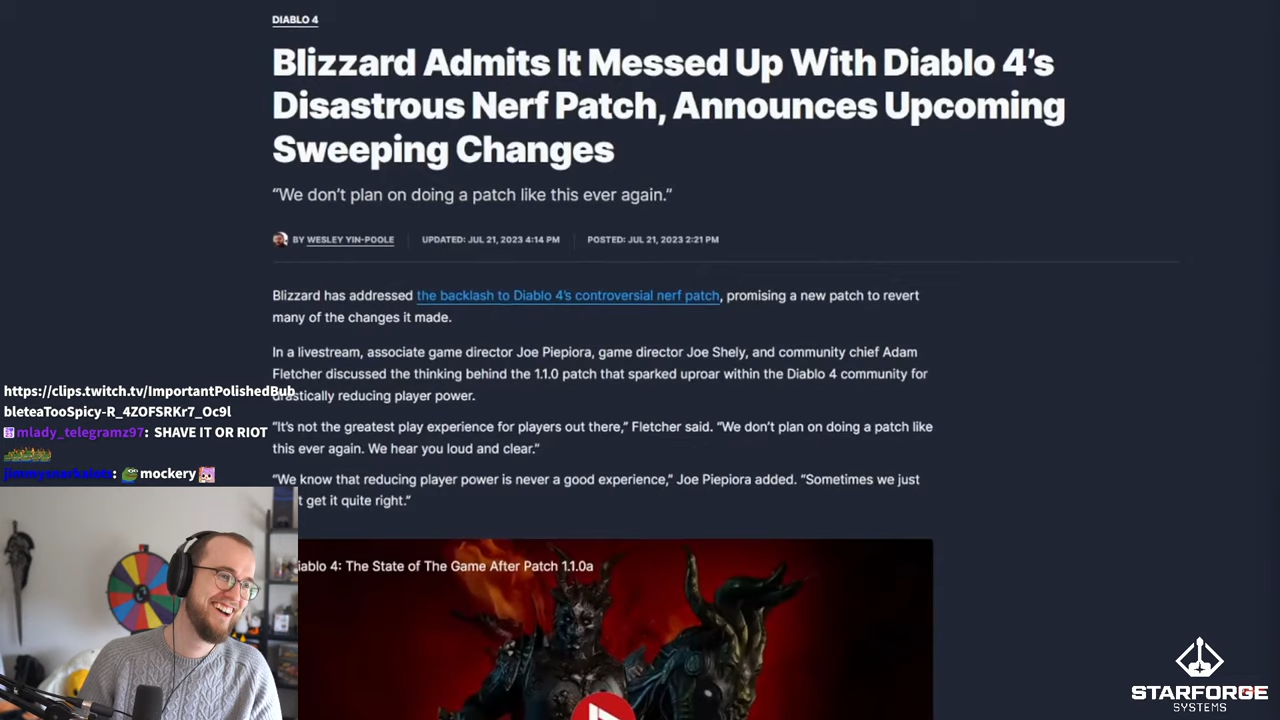 DIABLO 4
Blizzard Admits It Messed Up With Diablo 4's
Disastrous Nerf Patch, Announces Upcoming
Sweeping Changes
“We don’t plan on doing a patch like this ever again.”
BY WESLEY YIN-POOLE
UPDATED: JUL 21, 2023 4:14 PM
POSTED: JUL 21, 2023 2:21 PM
Blizzard has addressed the backlash to Diablo 4’s controversial nerf patch, promising a new patch to revert
many of the changes it made.
In a livestream, associate game director Joe Piepiora, game director Joe Shely, and community chief Adam
Fletcher discussed the thinking behind the 1.1.0 patch that sparked uproar within the Diablo 4 community for
drastically reducing player power.
“It’s not the greatest play experience for players out there,” Fletcher said. “We don’t plan on doing a patch like
this ever again. We hear you loud and clear.”
“We know that reducing player power is never a good experience,” Joe Piepiora added. “Sometimes we just
t get it quite right.”
iablo 4: The State of The Game After Patch 1.1.0a
https://clips.twitch.tv/ImportantPolishedBub
bleteaTooSpicy-R_4ZOFSRKr7_Oc9l
mlady_telegramz97: SHAVE IT OR RIOT
mockery
STARFORGE
SYSTEMS